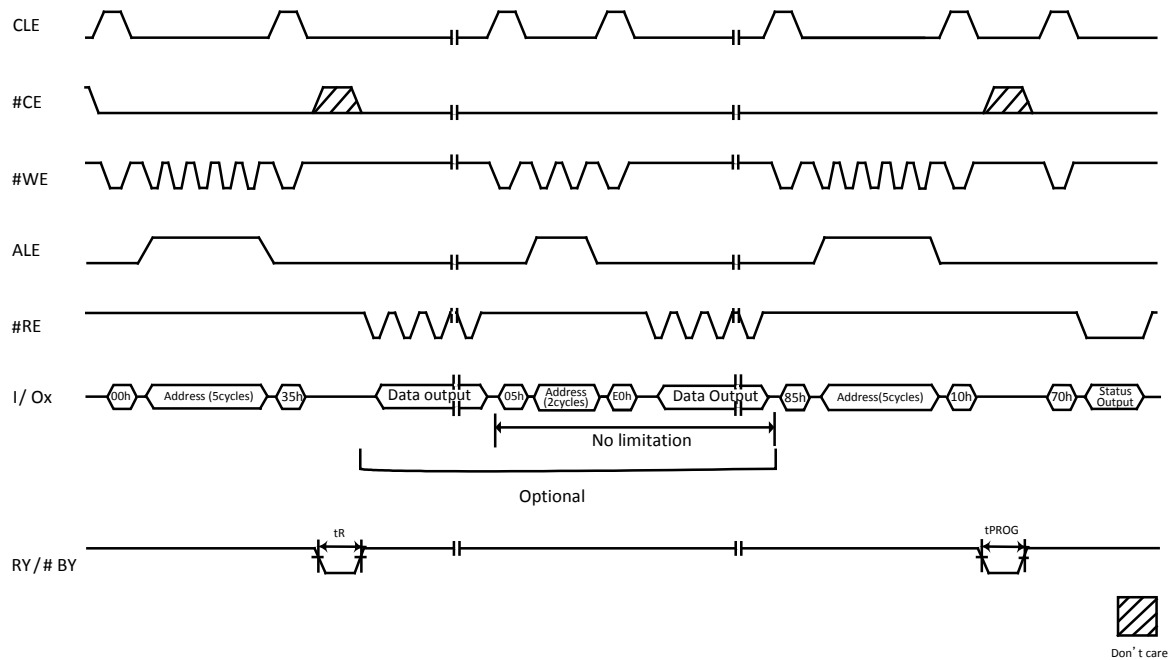 CLE
#CE
#WE
ALE
#RE
I/Ox
00h
Address (5cycles)
35h
Data output
05h
Address
(2cycles)
E0h
Data Output
85h
Address(5cycles)
10h
70h
Status
Output
No limitation
Optional
tR
tPROG
RY/# BY
Don't care